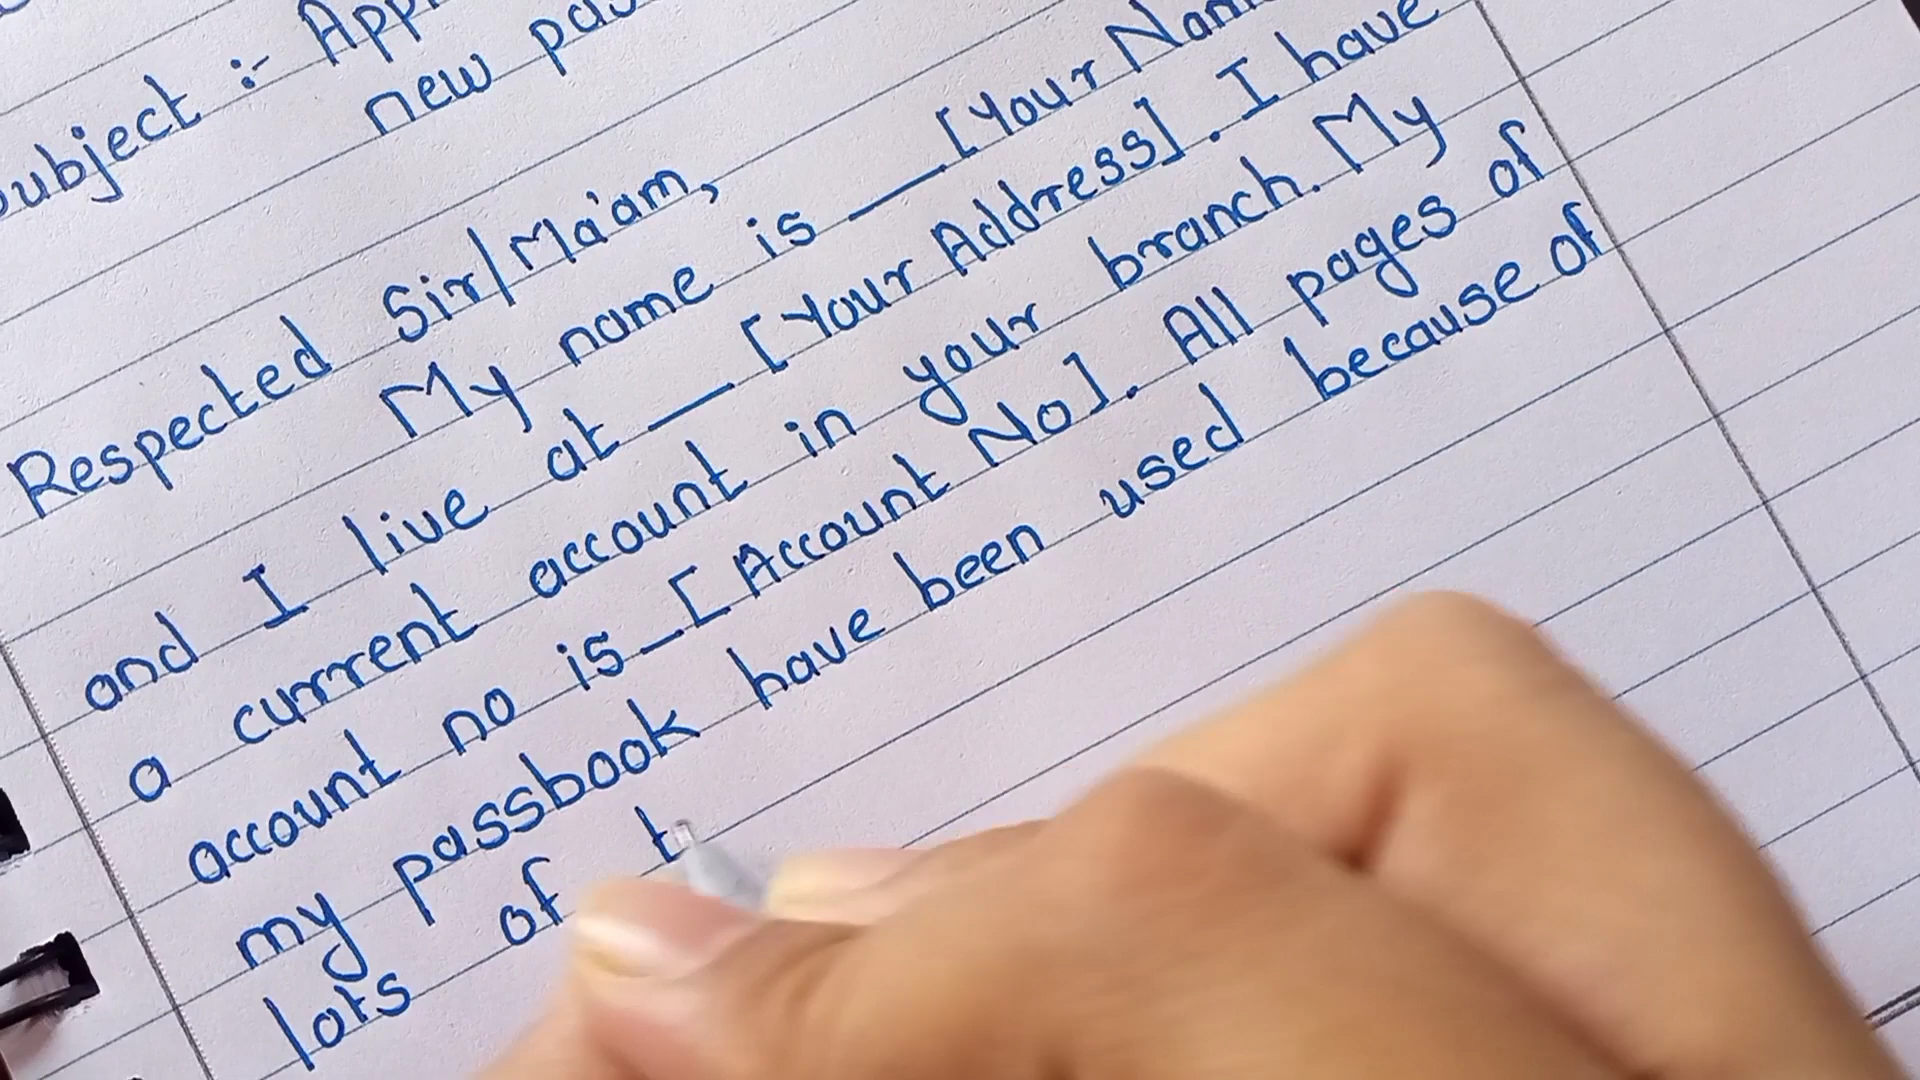 Subject :- App
new pas
Respected Sir/Ma'am,
My name is ___ [Your Nam
and I live at ___ [Your Address]. I have
a current account in your branch. My
account no is _ [Account No]. All pages of
my passbook have been used because of
lots of t